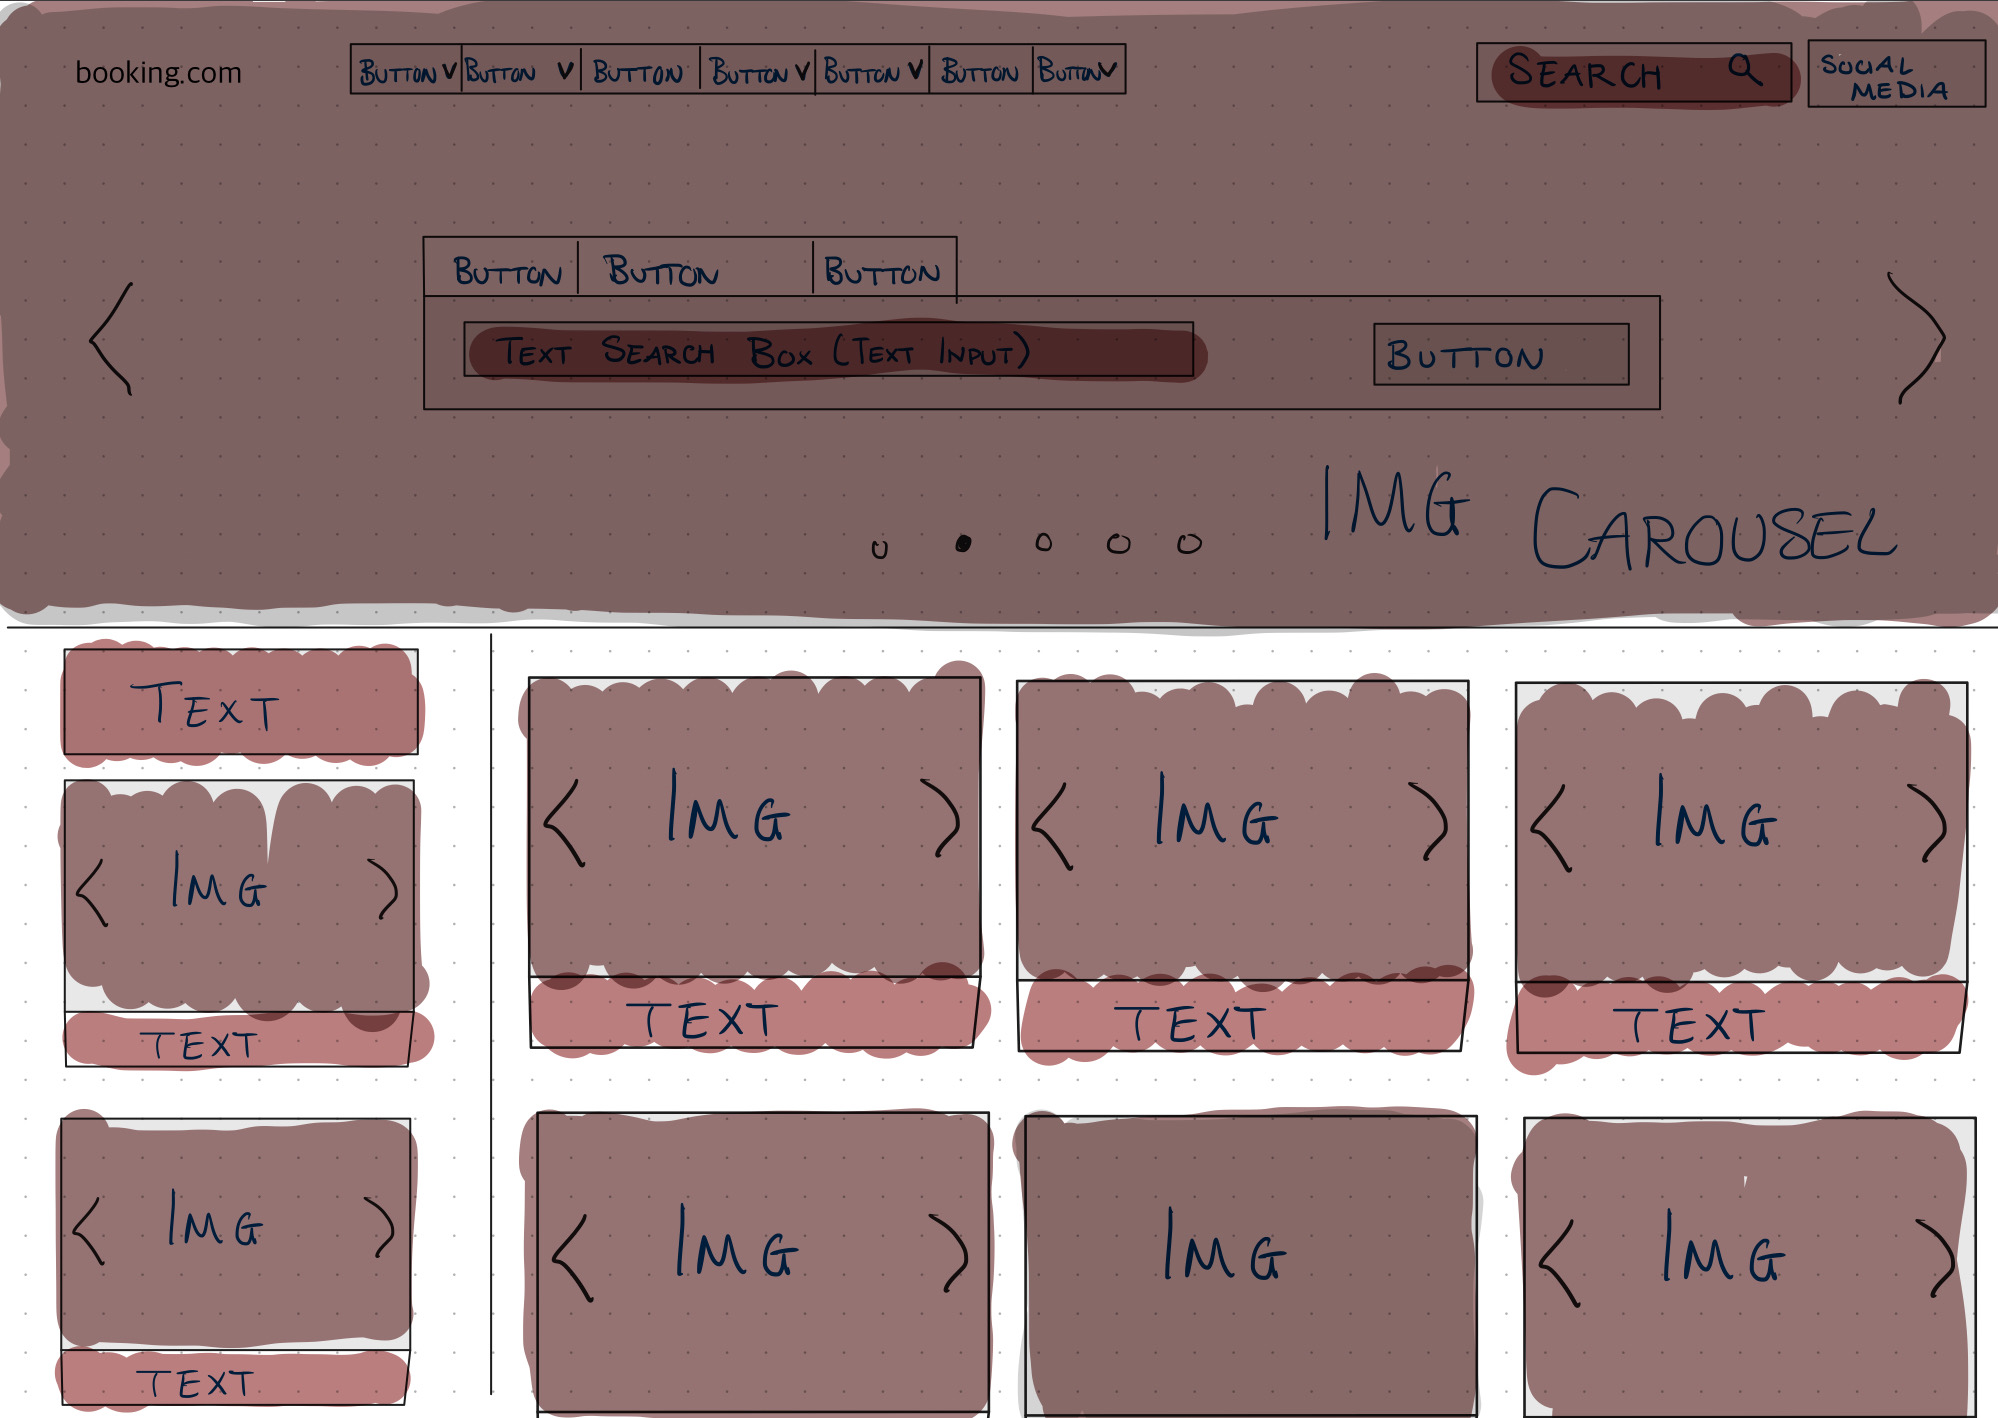 booking.com
BUTTON BUTTON BUTTON BUTTON BUTTON BUTTON BUTTON
SEARCH
SOCIAL
MEDIA
BUTTON BUTTON BUTTON
TEXT SEARCH BOX (TEXT INPUT)
BUTTON
IMG CAROUSEL
TEXT
IMG
TEXT
IMG
TEXT
IMG IMG IMG
TEXT TEXT TEXT
IMG IMG IMG